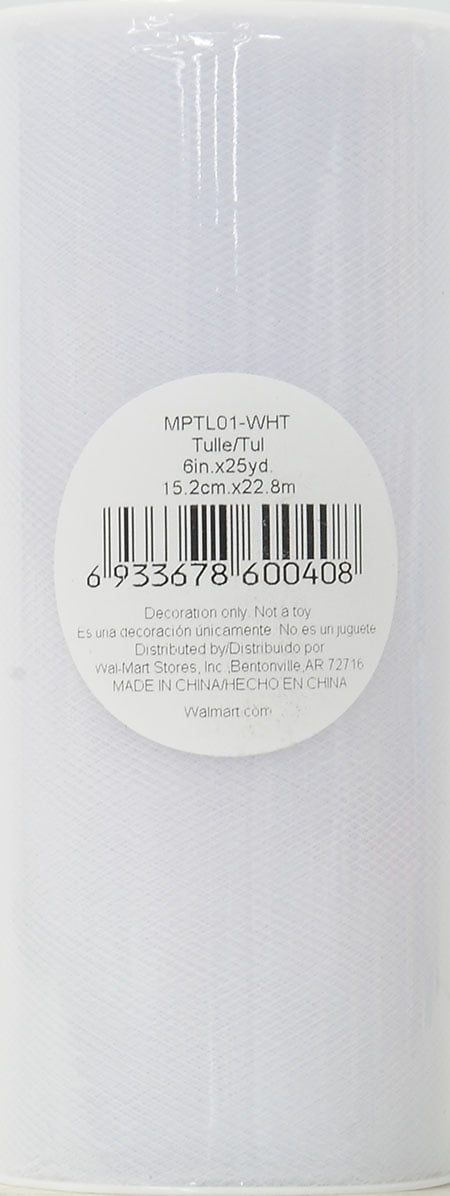 MPTL01-WHT
Tulle/Tul
6in.x25yd.
15.2cm.x22.8m
6 933678 600408
Decoration only. Not a toy
Es una decoración únicamente. No es un juguete
Distributed by/Distribuido por
Wal-Mart Stores, Inc.,Bentonville,AR 72716
MADE IN CHINA/HECHO EN CHINA
Walmart.com